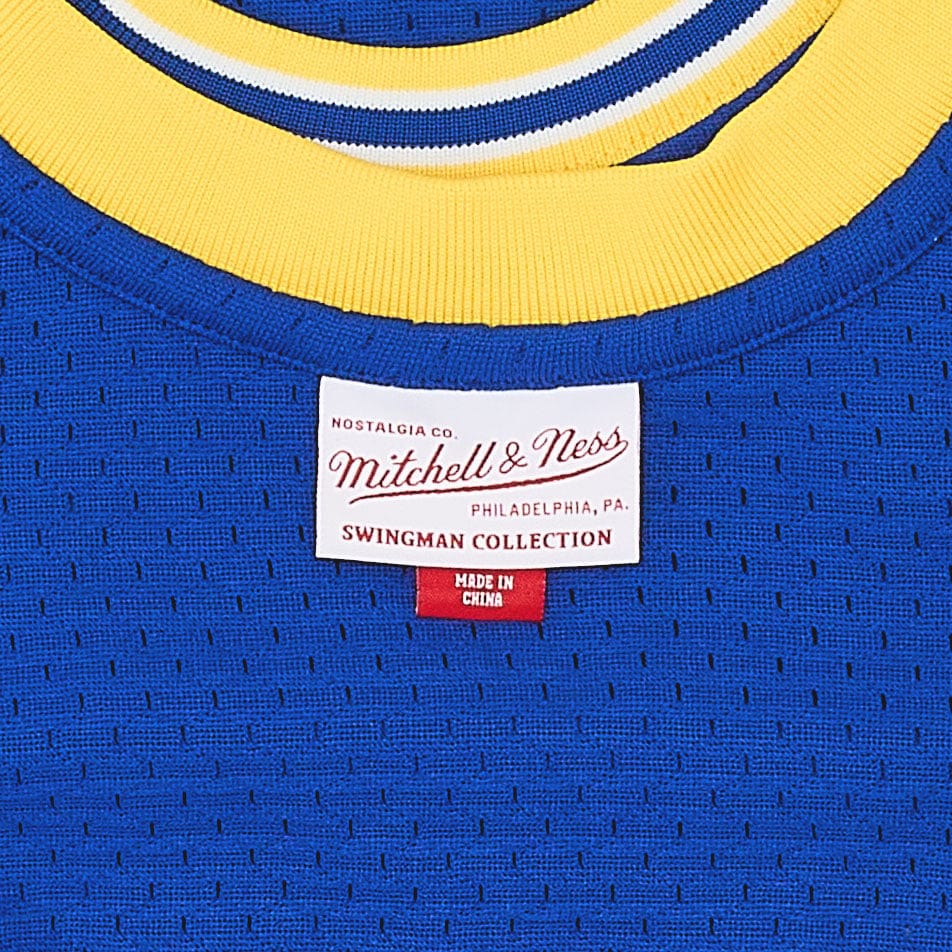 NOSTALGIA CO.
Mitchell & Ness
PHILADELPHIA, PA.
SWINGMAN COLLECTION
MADE IN
CHINA